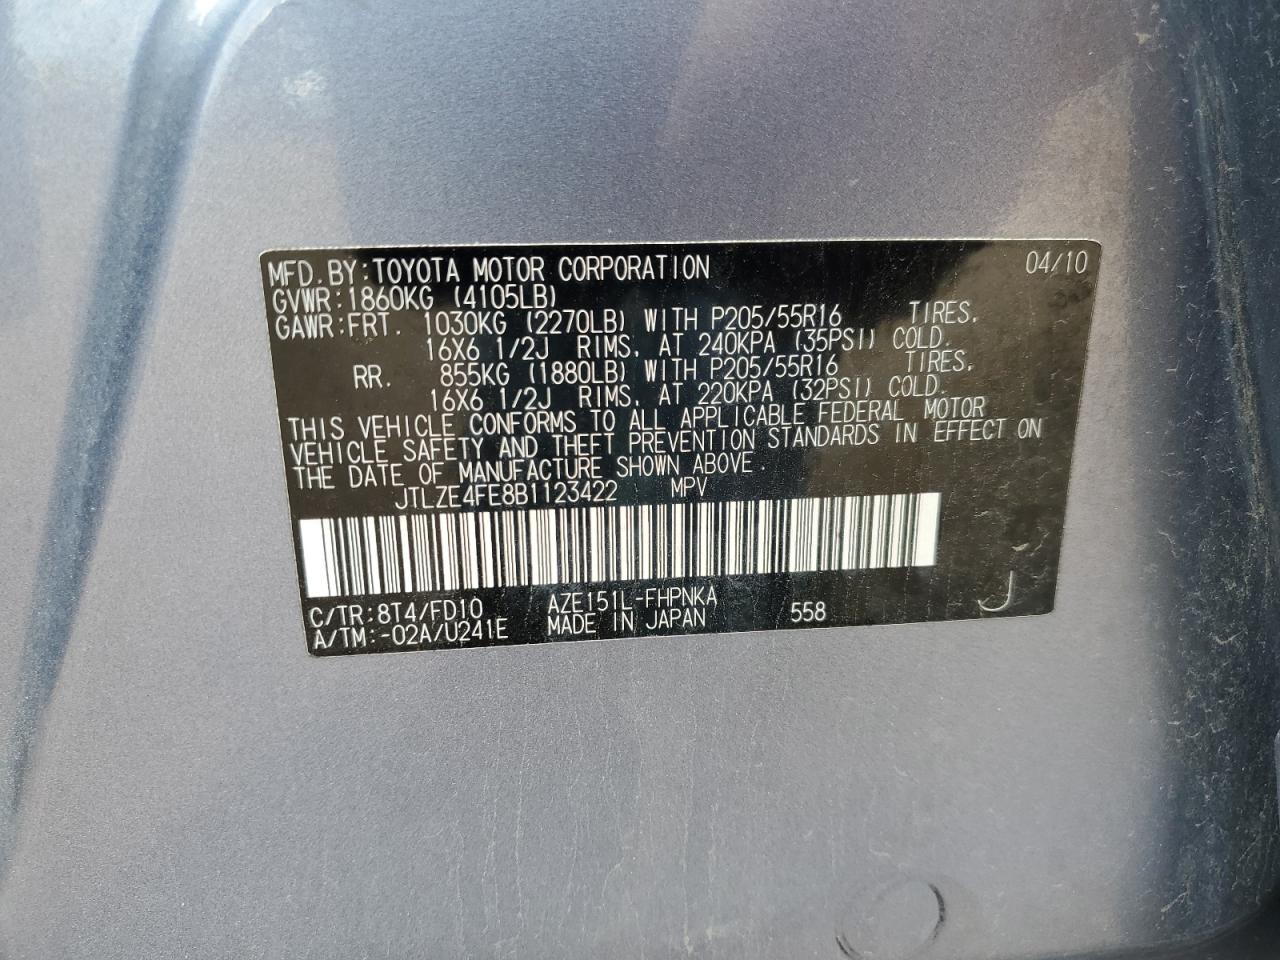 MFD. BY: TOYOTA MOTOR CORPORATION 04/10
GVWR: 1860KG (4105LB)
GAWR: FRT. 1030KG (2270LB) WITH P205/55R16 TIRES,
16X6 1/2J RIMS, AT 240KPA (35PSI) COLD.
RR. 855KG (1880LB) WITH P205/55R16 TIRES,
16X6 1/2J RIMS, AT 220KPA (32PSI) COLD.
THIS VEHICLE CONFORMS TO ALL APPLICABLE FEDERAL MOTOR
VEHICLE SAFETY AND THEFT PREVENTION STANDARDS IN EFFECT ON
THE DATE OF MANUFACTURE SHOWN ABOVE.
JTLZE4FE8B1123422 MPV
C/TR: 8T4/FD10 AZE151L-FHPNKA
A/TM: -02A/U241E MADE IN JAPAN 558 J